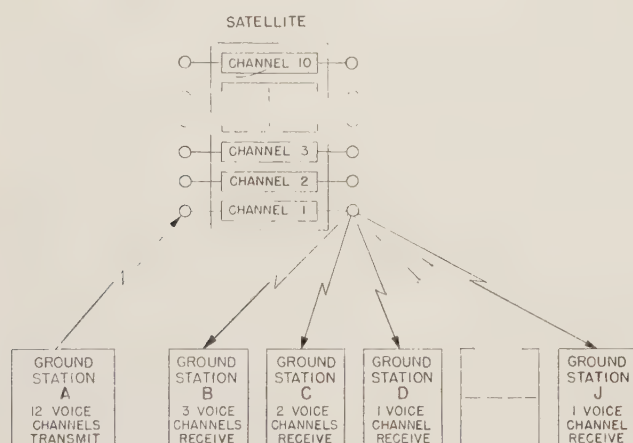 SATELLITE
CHANNEL 10
CHANNEL 3
CHANNEL 2
CHANNEL 1
GROUND
STATION
A
12 VOICE
CHANNELS
TRANSMIT
GROUND
STATION
B
3 VOICE
CHANNELS
RECEIVE
GROUND
STATION
C
2 VOICE
CHANNELS
RECEIVE
GROUND
STATION
D
1 VOICE
CHANNEL
RECEIVE
GROUND
STATION
J
1 VOICE
CHANNEL
RECEIVE